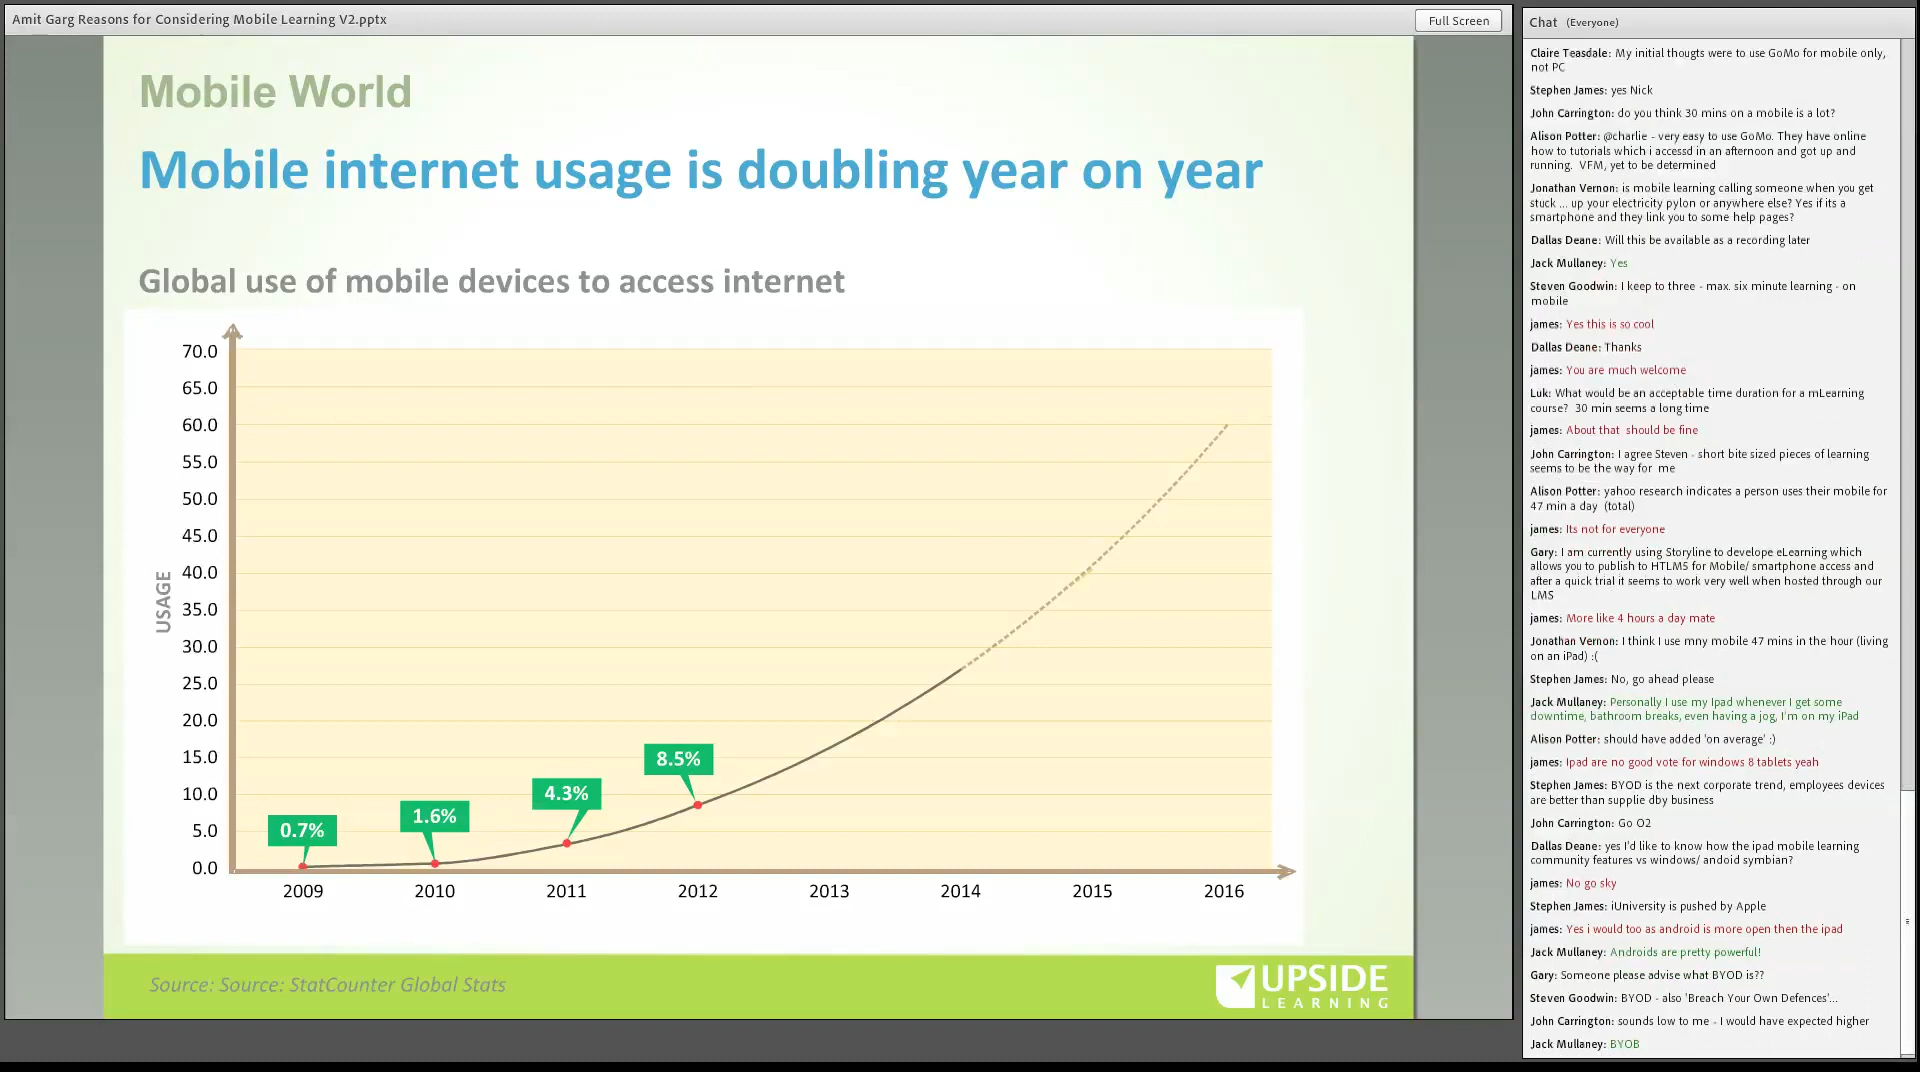 Amit Garg Reasons for Considering Mobile Learning V2.pptx
Full Screen
Mobile World
Mobile internet usage is doubling year on year
Global use of mobile devices to access internet
USAGE
70.0
65.0
60.0
55.0
50.0
45.0
40.0
35.0
30.0
25.0
20.0
15.0
10.0
5.0
0.0
0.7%
1.6%
4.3%
8.5%
2009
2010
2011
2012
2013
2014
2015
2016
Source: Source: StatCounter Global Stats
UPSIDE
LEARNING
Chat (Everyone)
Claire Teasdale: My initial thougts were to use GoMo for mobile only,
not PC
Stephen James: yes Nick
John Carrington: do you think 30 mins on a mobile is a lot?
Alison Potter: @charlie - very easy to use GoMo. They have online
how to tutorials which i accessd in an afternoon and got up and
running. VFM, yet to be determined
Jonathan Vernon: is mobile learning calling someone when you get
stuck ... up your electricity pylon or anywhere else? Yes if its a
smartphone and they link you to some help pages?
Dallas Deane: Will this be available as a recording later
Jack Mullaney: Yes
Steven Goodwin: I keep to three - max. six minute learning - on
mobile
james: Yes this is so cool
Dallas Deane: Thanks
james: You are much welcome
Luk: What would be an acceptable time duration for a mLearning
course? 30 min seems a long time
james: About that should be fine
John Carrington: I agree Steven - short bite sized pieces of learning
seems to be the way for me
Alison Potter: yahoo research indicates a person uses their mobile for
47 min a day (total)
james: Its not for everyone
Gary: I am currently using Storyline to develope eLearning which
allows you to publish to HTLM5 for Mobile/ smartphone access and
after a quick trial it seems to work very well when hosted through our
LMS
james: More like 4 hours a day mate
Jonathan Vernon: I think I use mny mobile 47 mins in the hour (living
on an iPad) :(
Stephen James: No, go ahead please
Jack Mullaney: Personally I use my Ipad whenever I get some
downtime, bathroom breaks, even having a jog, I'm on my iPad
Alison Potter: should have added 'on average' :)
james: Ipad are no good vote for windows 8 tablets yeah
Stephen James: BYOD is the next corporate trend, employees devices
are better than supplie dby business
John Carrington: Go O2
Dallas Deane: yes I'd like to know how the ipad mobile learning
community features vs windows/ andoid symbian?
james: No go sky
Stephen James: iUniversity is pushed by Apple
james: Yes i would too as android is more open then the ipad
Jack Mullaney: Androids are pretty powerful!
Gary: Someone please advise what BYOD is??
Steven Goodwin: BYOD - also 'Breach Your Own Defences'...
John Carrington: sounds low to me - I would have expected higher
Jack Mullaney: BYOB